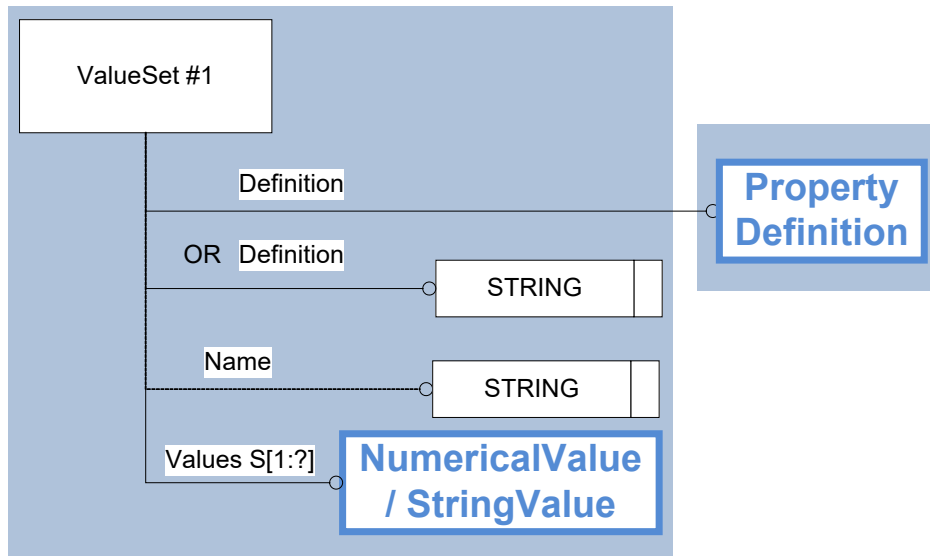 ValueSet #1
Definition
Property
Definition
OR Definition
STRING
Name
STRING
Values S[1:?]
NumericalValue
/ StringValue